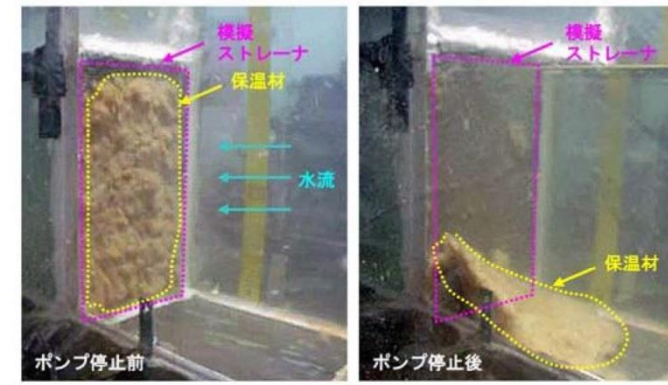 模擬
ストレーナ
保温材
水流
ポンプ停止前
模擬
ストレーナ
保温材
ポンプ停止後